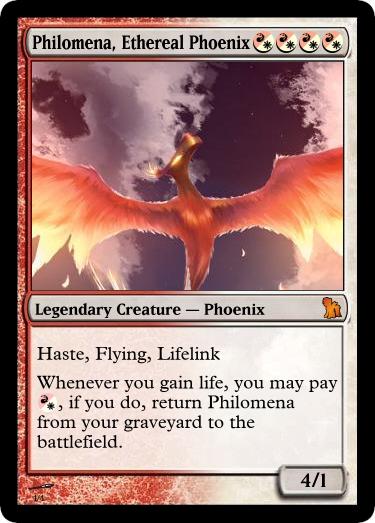 Philomena, Ethereal Phoenix
Legendary Creature — Phoenix
Haste, Flying, Lifelink
Whenever you gain life, you may pay
, if you do, return Philomena
from your graveyard to the
battlefield.
4/1